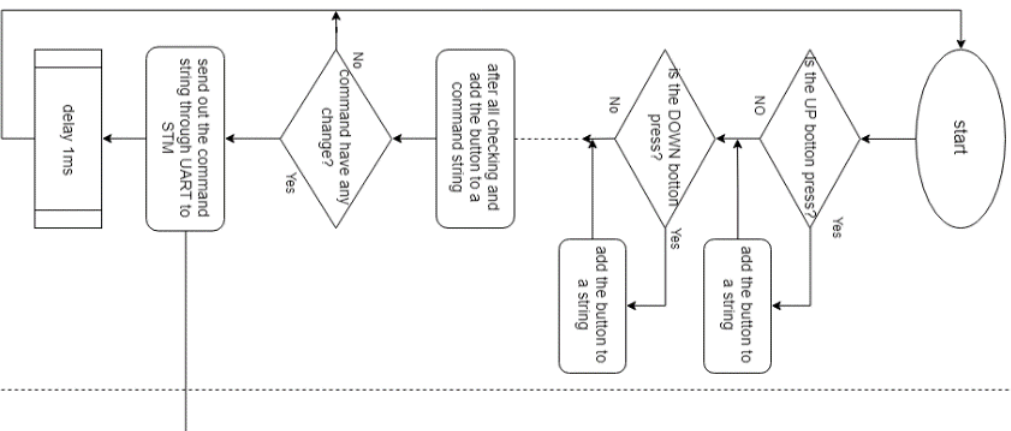 start
Is the UP botton press?
Yes
NO
add the button to
a string
is the DOWN botton
press?
Yes
No
add the button to
a string
after all checking and
add the button to a
command string
No
command have any
change?
Yes
send out the command
string through UART to
STM
delay 1ms